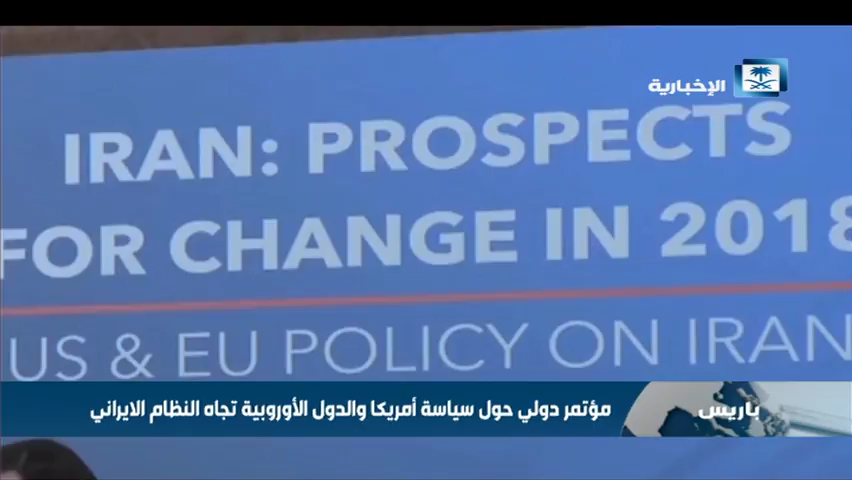 الإخبارية
IRAN: PROSPECTS
FOR CHANGE IN 2018
US & EU POLICY ON IRAN
باريس
مؤتمر دولي حول سياسة أمريكا والدول الأوروبية تجاه النظام الايراني